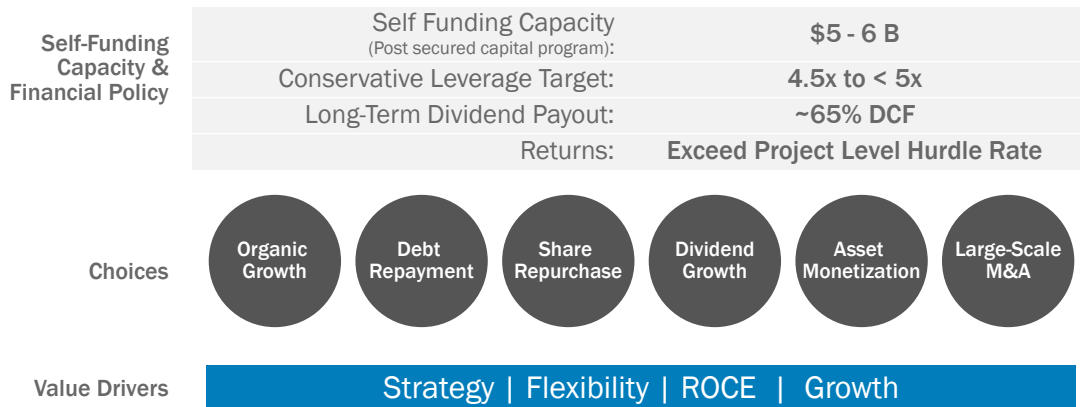 Self-Funding
Capacity &
Financial Policy
Self Funding Capacity
(Post secured capital program):
$5 - 6 B
Conservative Leverage Target:
4.5x to < 5x
Long-Term Dividend Payout:
~65% DCF
Returns:
Exceed Project Level Hurdle Rate
Choices
Organic
Growth
Debt
Repayment
Share
Repurchase
Dividend
Growth
Asset
Monetization
Large-Scale
M&A
Value Drivers
Strategy | Flexibility | ROCE | Growth